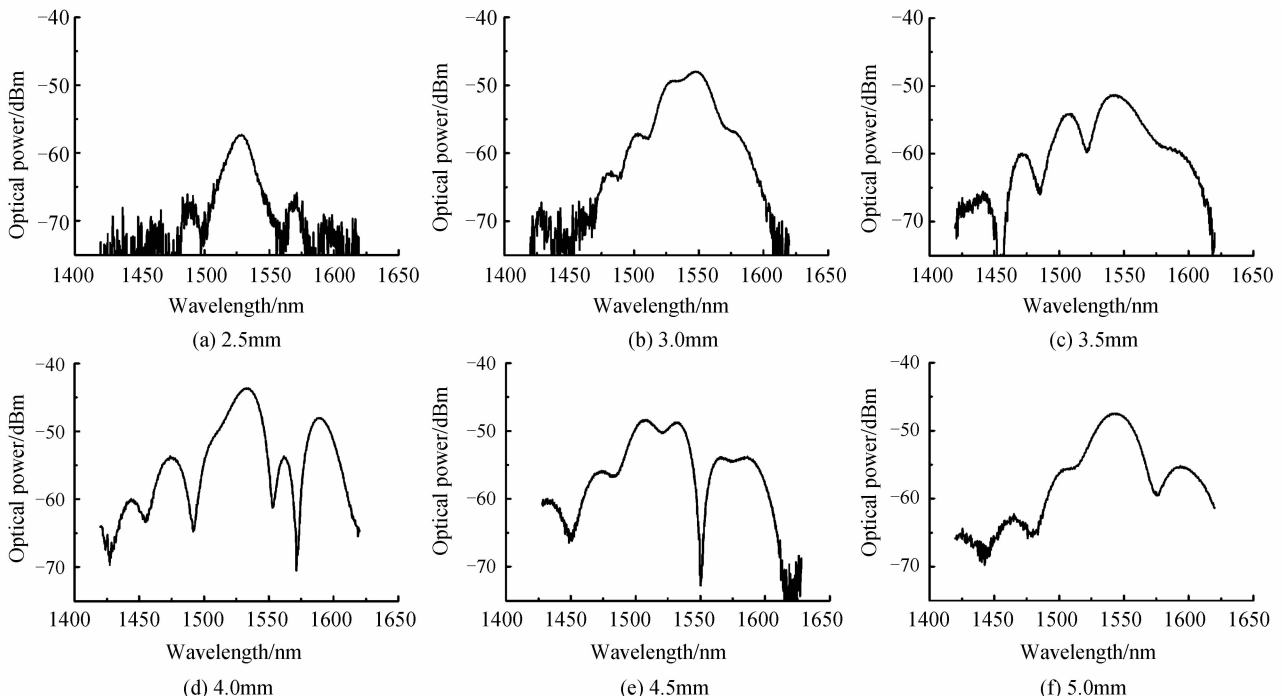 −40
−50
−60
−70
Optical power/dBm
1400 1450 1500 1550 1600 1650
Wavelength/nm
(a) 2.5mm
−40
−50
−60
−70
Optical power/dBm
1400 1450 1500 1550 1600 1650
Wavelength/nm
(b) 3.0mm
−40
−50
−60
−70
Optical power/dBm
1400 1450 1500 1550 1600 1650
Wavelength/nm
(c) 3.5mm
−40
−50
−60
−70
Optical power/dBm
1400 1450 1500 1550 1600 1650
Wavelength/nm
(d) 4.0mm
−40
−50
−60
−70
Optical power/dBm
1400 1450 1500 1550 1600 1650
Wavelength/nm
(e) 4.5mm
−40
−50
−60
−70
Optical power/dBm
1400 1450 1500 1550 1600 1650
Wavelength/nm
(f) 5.0mm